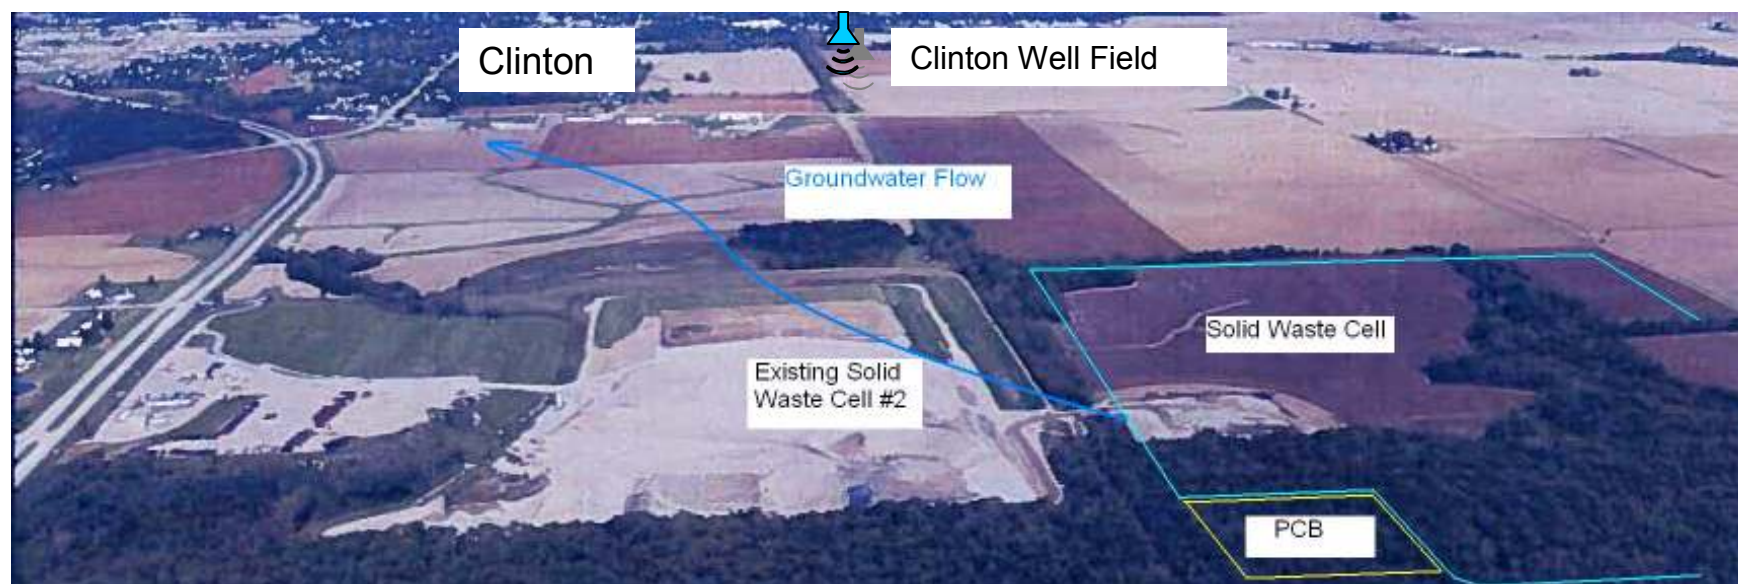 Clinton
Clinton Well Field
Groundwater Flow
Solid Waste Cell
Existing Solid
Waste Cell #2
PCB